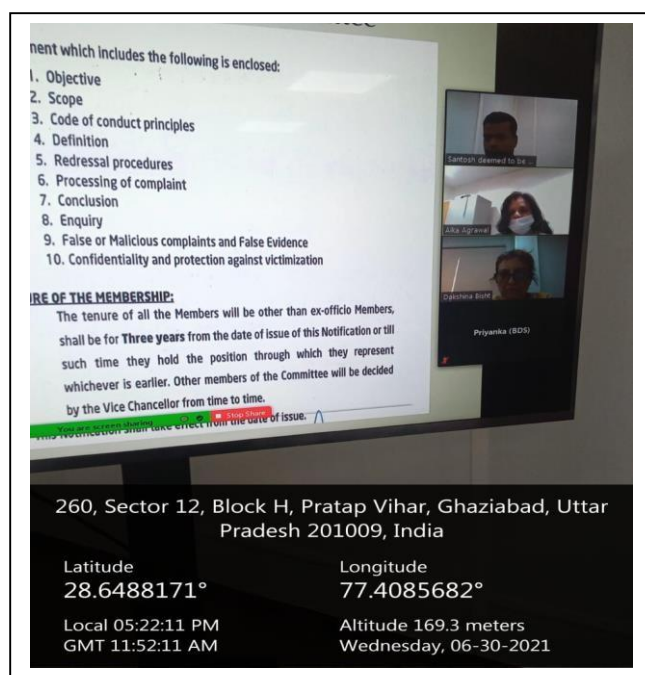 ment which includes the following is enclosed:
1. Objective
2. Scope
3. Code of conduct principles
4. Definition
5. Redressal procedures
6. Processing of complaint
7. Conclusion
8. Enquiry
9. False or Malicious complaints and False Evidence
10. Confidentiality and protection against victimization
RE OF THE MEMBERSHIP:
The tenure of all the Members will be other than ex-officio Members,
shall be for Three years from the date of issue of this Notification or till
such time they hold the position through which they represent
whichever is earlier. Other members of the Committee will be decided
by the Vice Chancellor from time to time.
This Notification shall take effect from the date of issue.
You are screen sharing
Stop Share
Santosh deemed to be ...
Alka Agrawal
Dakshina Bisht
Priyanka (BDS)
260, Sector 12, Block H, Pratap Vihar, Ghaziabad, Uttar
Pradesh 201009, India
Latitude
28.6488171°
Longitude
77.4085682°
Local 05:22:11 PM
GMT 11:52:11 AM
Altitude 169.3 meters
Wednesday, 06-30-2021